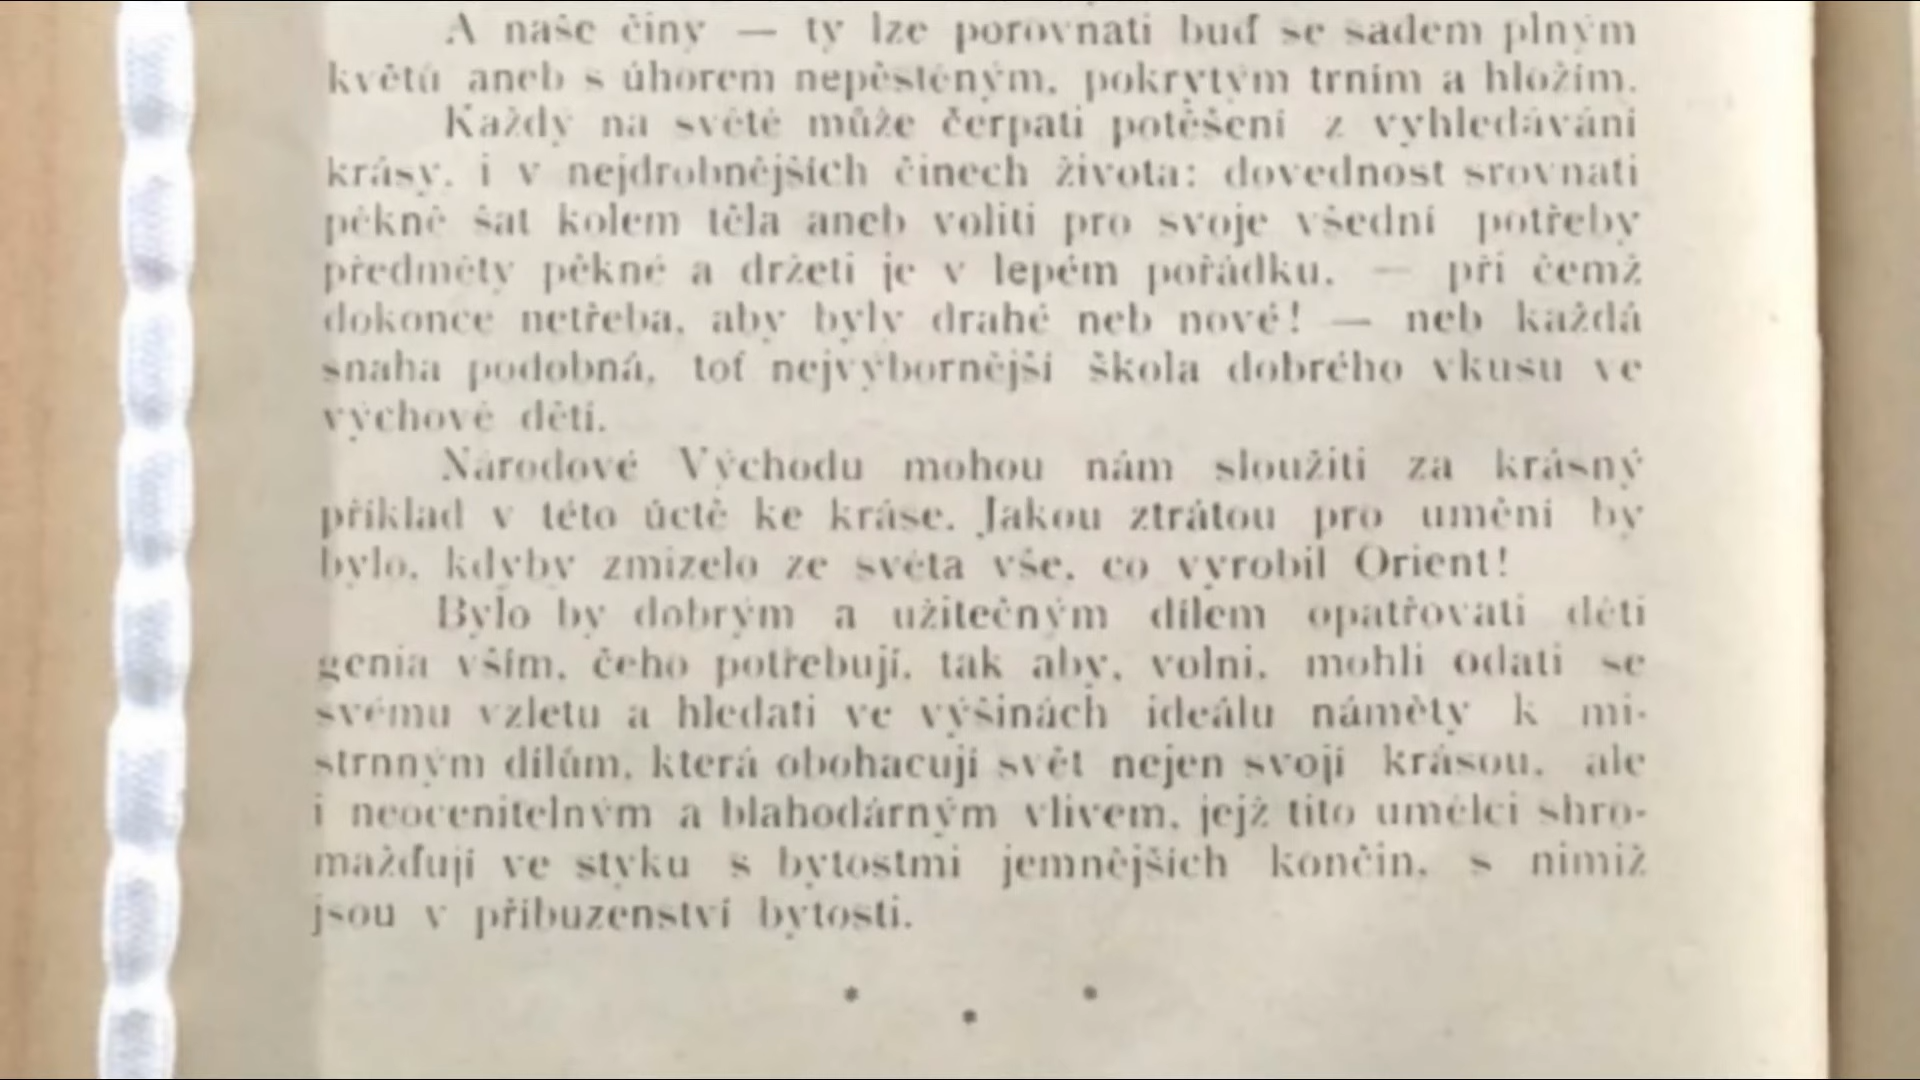 A naše činy — ty lze porovnati buď se sadem plným
květů aneb s úhorem nepěstěným, pokrytým trním a hložím.
Každý na světě může čerpati potěšení z vyhledávání
krásy, i v nejdrobnějších činech života: dovednost srovnati
pěkně šat kolem těla aneb voliti pro svoje všední potřeby
předměty pěkné a držeti je v lepém pořádku, — při čemž
dokonce netřeba, aby byly drahé neb nové! — neb každá
snaha podobná, toť nejvýbornější škola dobrého vkusu ve
výchově dětí.
Národové Východu mohou nám sloužiti za krásný
příklad v této úctě ke kráse. Jakou ztrátou pro umění by
bylo, kdyby zmizelo ze světa vše, co vyrobil Orient!
Bylo by dobrým a užitečným dílem opatřovati děti
genia vším, čeho potřebují, tak aby, volni, mohli odati se
svému vzletu a hledati ve výšinách ideálu náměty k mi-
strnným dílům, která obohacují svět nejen svojí krásou, ale
i neocenitelným a blahodárným vlivem, jejž tito umělci shro-
mažďují ve styku s bytostmi jemnějších končin, s nimiž
jsou v příbuzenství bytosti.
* * *